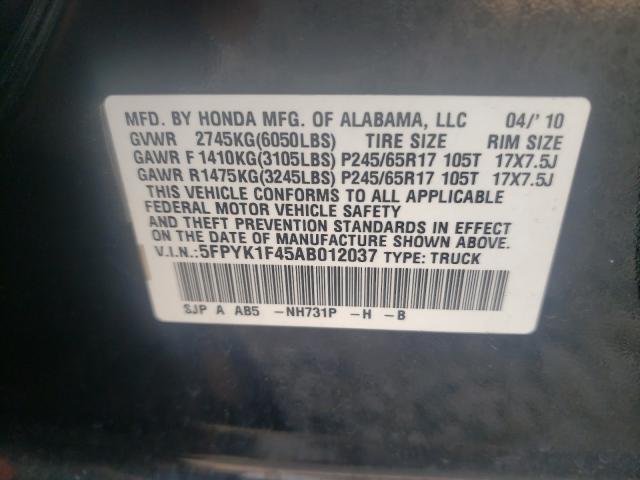 MFD. BY HONDA MFG. OF ALABAMA, LLC 04/'10
GVWR 2745KG(6050LBS) TIRE SIZE RIM SIZE
GAWR F 1410KG(3105LBS) P245/65R17 105T 17X7.5J
GAWR R1475KG(3245LBS) P245/65R17 105T 17X7.5J
THIS VEHICLE CONFORMS TO ALL APPLICABLE
FEDERAL MOTOR VEHICLE SAFETY
AND THEFT PREVENTION STANDARDS IN EFFECT
ON THE DATE OF MANUFACTURE SHOWN ABOVE.
V.I.N.:5FPYK1F45AB012037 TYPE: TRUCK
SJP A AB5 -NH731P -H -B